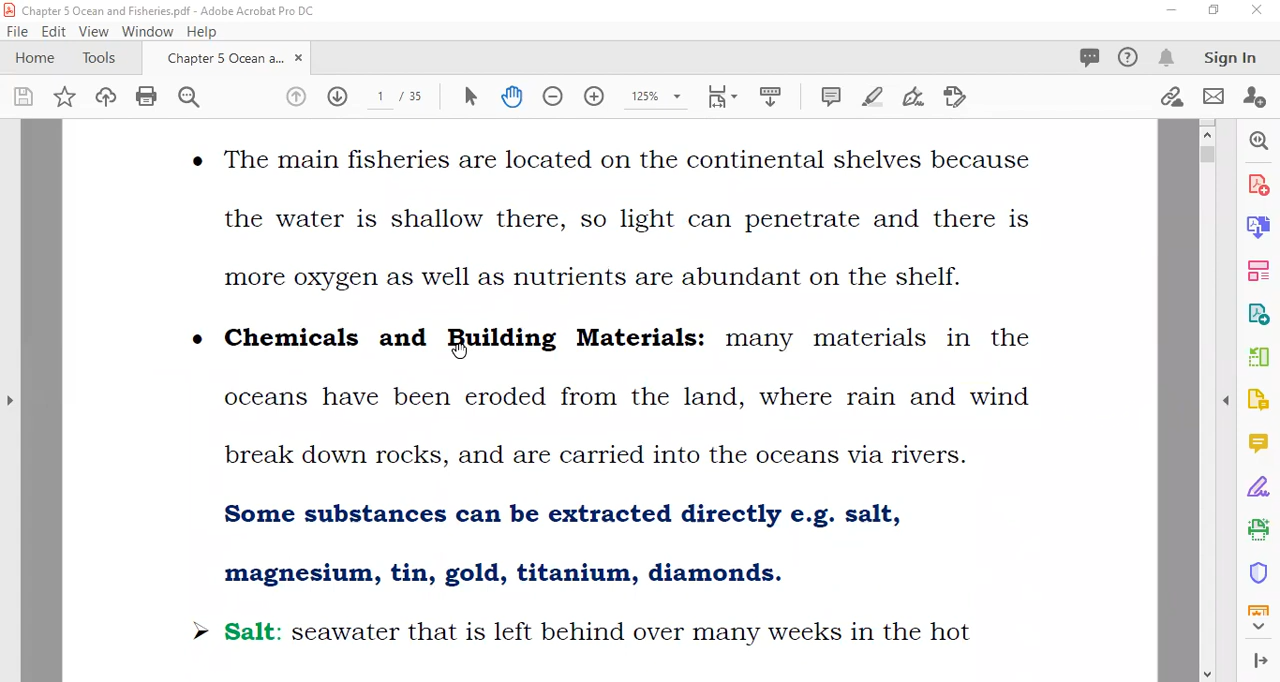 Chapter 5 Ocean and Fisheries.pdf - Adobe Acrobat Pro DC
File Edit View Window Help
Home Tools Chapter 5 Ocean a... × Sign In
1 / 35 125%
• The main fisheries are located on the continental shelves because
the water is shallow there, so light can penetrate and there is
more oxygen as well as nutrients are abundant on the shelf.
• Chemicals and Building Materials: many materials in the
oceans have been eroded from the land, where rain and wind
break down rocks, and are carried into the oceans via rivers.
Some substances can be extracted directly e.g. salt,
magnesium, tin, gold, titanium, diamonds.
➢ Salt: seawater that is left behind over many weeks in the hot